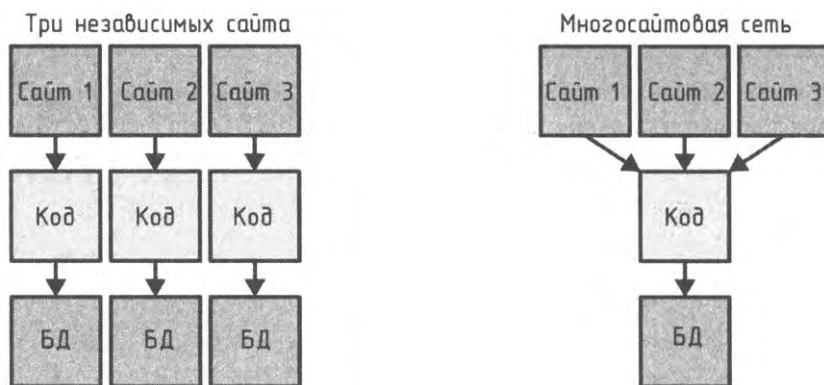 Три независимых сайта
Сайт 1 Сайт 2 Сайт 3
Код Код Код
БД БД БД
Многосайтовая сеть
Сайт 1 Сайт 2 Сайт 3
Код
БД